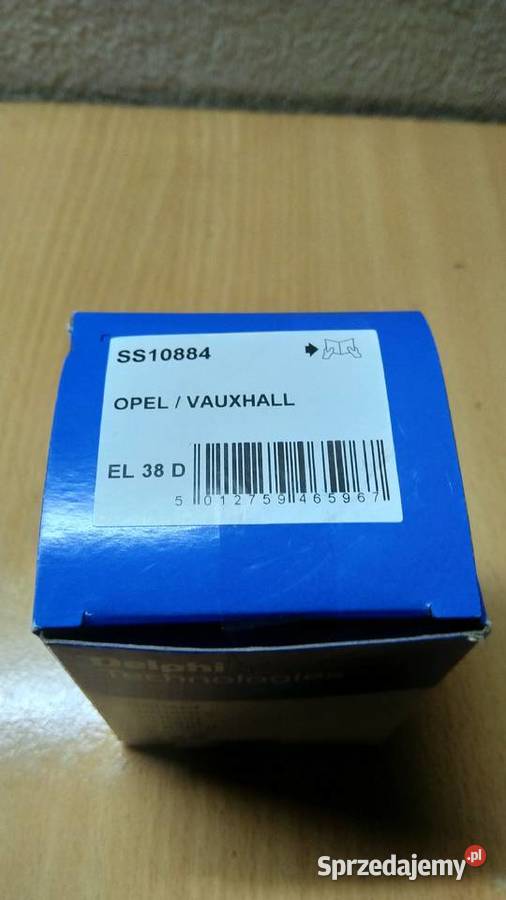 SS10884
OPEL / VAUXHALL
EL 38 D
5 012759 465967
Delphi
Technologies
Sprzedajemy.pl